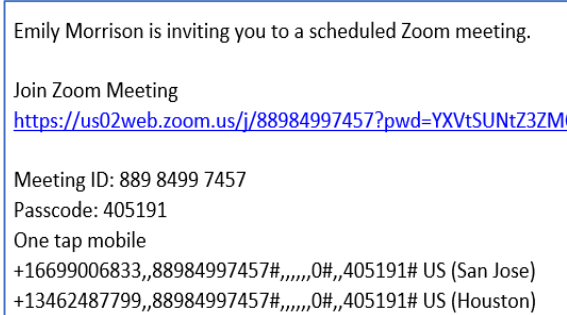 Emily Morrison is inviting you to a scheduled Zoom meeting.
Join Zoom Meeting
https://us02web.zoom.us/j/88984997457?pwd=YXVtSUNtZ3ZM
Meeting ID: 889 8499 7457
Passcode: 405191
One tap mobile
+16699006833,,88984997457#,,,,,,0#,,405191# US (San Jose)
+13462487799,,88984997457#,,,,,,0#,,405191# US (Houston)